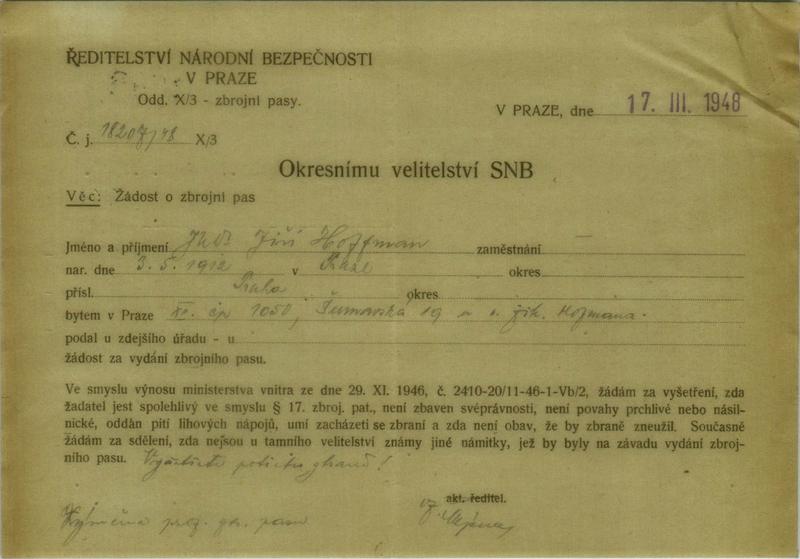 ŘEDITELSTVÍ NÁRODNÍ BEZPEČNOSTI
V PRAZE
Odd. X/3 - zbrojní pasy.
V PRAZE, dne 17. III. 1948
Č. j. 18207/48 X/3
Okresnímu velitelství SNB
Věc: Žádost o zbrojní pas
Jméno a příjmení JUDr Jiří Hoffman zaměstnání —
nar. dne 3. 5. 1912 v Praze okres
přísl. Praha okres
bytem v Praze XII. čp 1050, Šumavská 19 Hofmana.
podal u zdejšího úřadu - u
žádost za vydání zbrojního pasu.
Ve smyslu výnosu ministerstva vnitra ze dne 29. XI. 1946, č. 2410-20/11-46-1-Vb/2, žádám za vyšetření, zda
žadatel jest spolehlivý ve smyslu § 17. zbroj. pat., není zbaven svéprávnosti, není povahy prchlivé nebo násil-
nické, oddán pití lihových nápojů, umí zacházeti se zbraní a zda není obav, že by zbraně zneužil. Současně
žádám za sdělení, zda nejsou u tamního velitelství známy jiné námitky, jež by byly na závadu vydání zbroj-
ního pasu.
akt. ředitel.